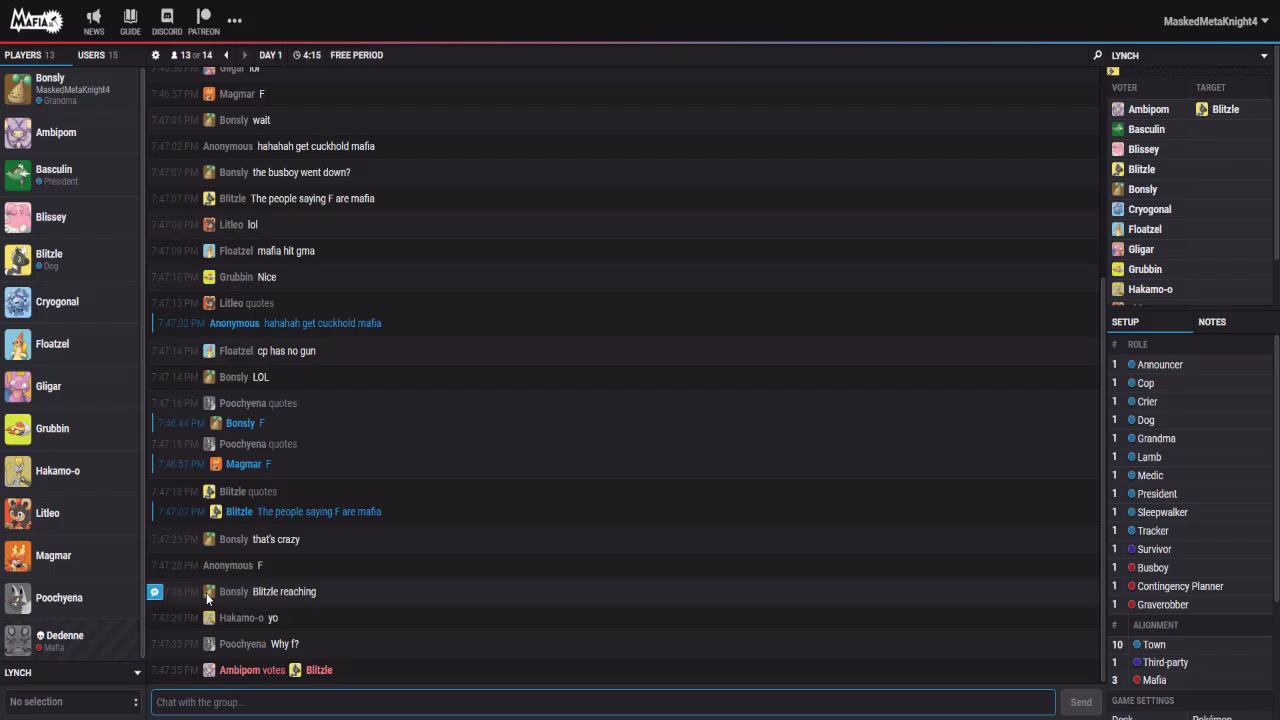 MAFIA
NEWS
GUIDE
DISCORD
PATREON
MaskedMetaKnight4
PLAYERS 13
USERS 15
13 OF 14
DAY 1
4:15
FREE PERIOD
LYNCH
Bonsly
MaskedMetaKnight4
Grandma
Ambipom
Basculin
President
Blissey
Blitzle
Dog
Cryogonal
Floatzel
Gligar
Grubbin
Hakamo-o
Litleo
Magmar
Poochyena
Dedenne
Mafia
LYNCH
No selection
Gligar lol
7:46:57 PM Magmar F
7:47:01 PM Bonsly wait
7:47:02 PM Anonymous hahahah get cuckhold mafia
7:47:07 PM Bonsly the busboy went down?
7:47:07 PM Blitzle The people saying F are mafia
7:47:08 PM Litleo lol
7:47:09 PM Floatzel mafia hit gma
7:47:10 PM Grubbin Nice
7:47:13 PM Litleo quotes
7:47:02 PM Anonymous hahahah get cuckhold mafia
7:47:14 PM Floatzel cp has no gun
7:47:14 PM Bonsly LOL
7:47:16 PM Poochyena quotes
7:46:44 PM Bonsly F
7:47:18 PM Poochyena quotes
7:46:57 PM Magmar F
7:47:18 PM Blitzle quotes
7:47:07 PM Blitzle The people saying F are mafia
7:47:23 PM Bonsly that's crazy
7:47:28 PM Anonymous F
7:28 PM Bonsly Blitzle reaching
7:47:29 PM Hakamo-o yo
7:47:33 PM Poochyena Why f?
7:47:35 PM Ambipom votes Blitzle
Chat with the group...
Send
VOTER TARGET
Ambipom Blitzle
Basculin
Blissey
Blitzle
Bonsly
Cryogonal
Floatzel
Gligar
Grubbin
Hakamo-o
SETUP NOTES
# ROLE
1 Announcer
1 Cop
1 Crier
1 Dog
1 Grandma
1 Lamb
1 Medic
1 President
1 Sleepwalker
1 Tracker
1 Survivor
1 Busboy
1 Contingency Planner
1 Graverobber
# ALIGNMENT
10 Town
1 Third-party
3 Mafia
GAME SETTINGS
Deck Pokémon